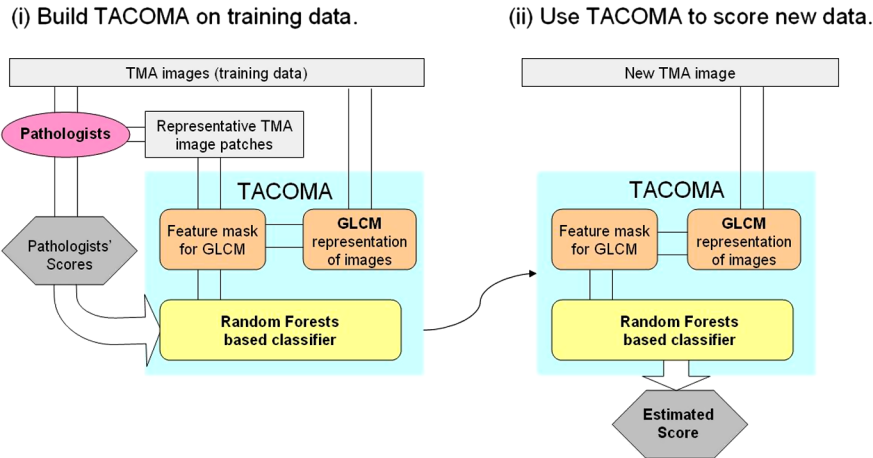 (i) Build TACOMA on training data.
TMA images (training data)
Pathologists
Representative TMA
image patches
TACOMA
Feature mask
for GLCM
GLCM
representation
of images
Pathologists'
Scores
Random Forests
based classifier
(ii) Use TACOMA to score new data.
New TMA image
TACOMA
Feature mask
for GLCM
GLCM
representation
of images
Random Forests
based classifier
Estimated
Score